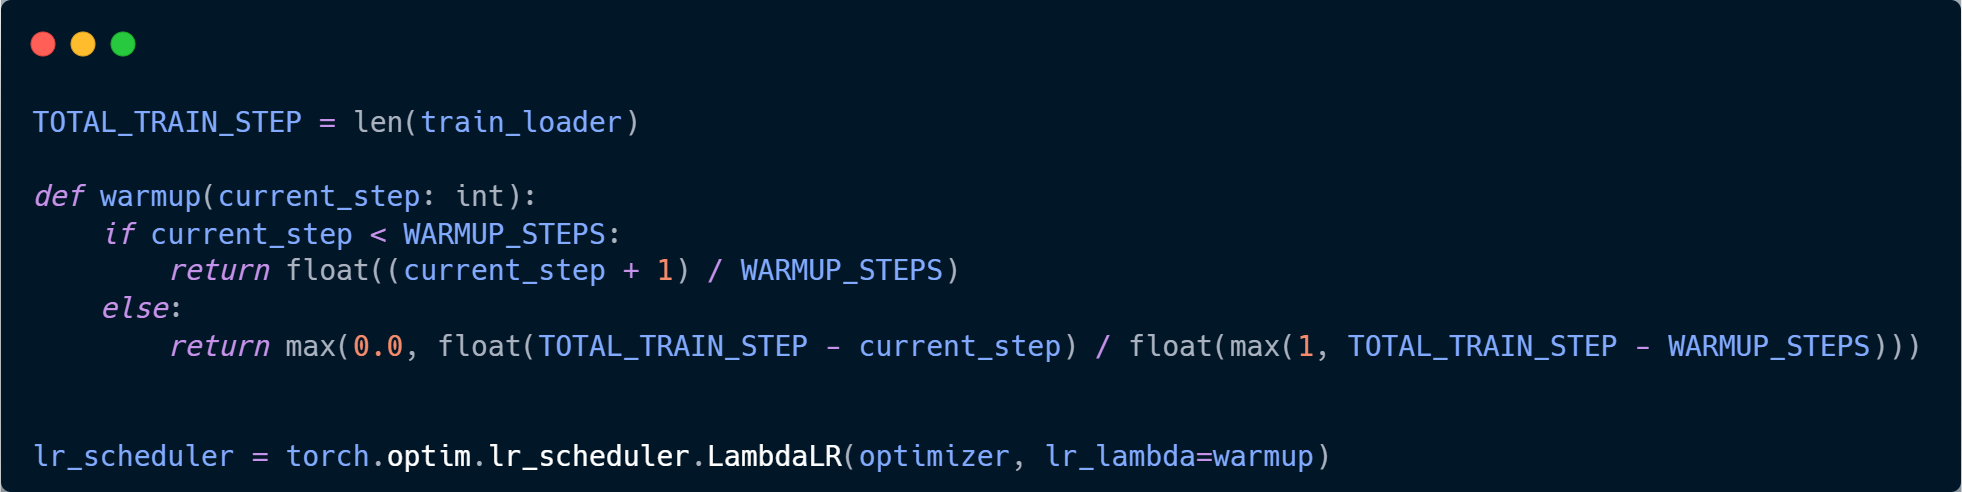 TOTAL_TRAIN_STEP = len(train_loader)
def warmup(current_step: int):
    if current_step < WARMUP_STEPS:
        return float((current_step + 1) / WARMUP_STEPS)
    else:
        return max(0.0, float(TOTAL_TRAIN_STEP - current_step) / float(max(1, TOTAL_TRAIN_STEP - WARMUP_STEPS)))
lr_scheduler = torch.optim.lr_scheduler.LambdaLR(optimizer, lr_lambda=warmup)